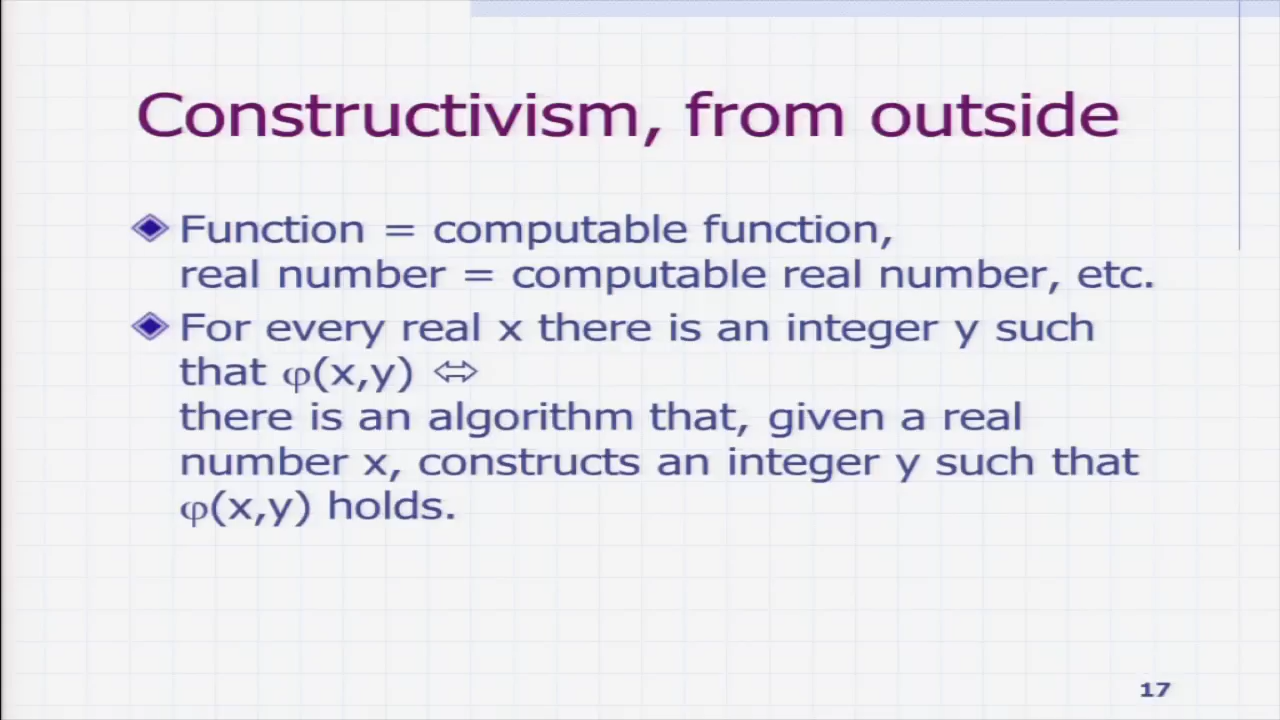 Constructivism, from outside
Function = computable function,
real number = computable real number, etc.
For every real x there is an integer y such
that φ(x,y) ⇔
there is an algorithm that, given a real
number x, constructs an integer y such that
φ(x,y) holds.
17